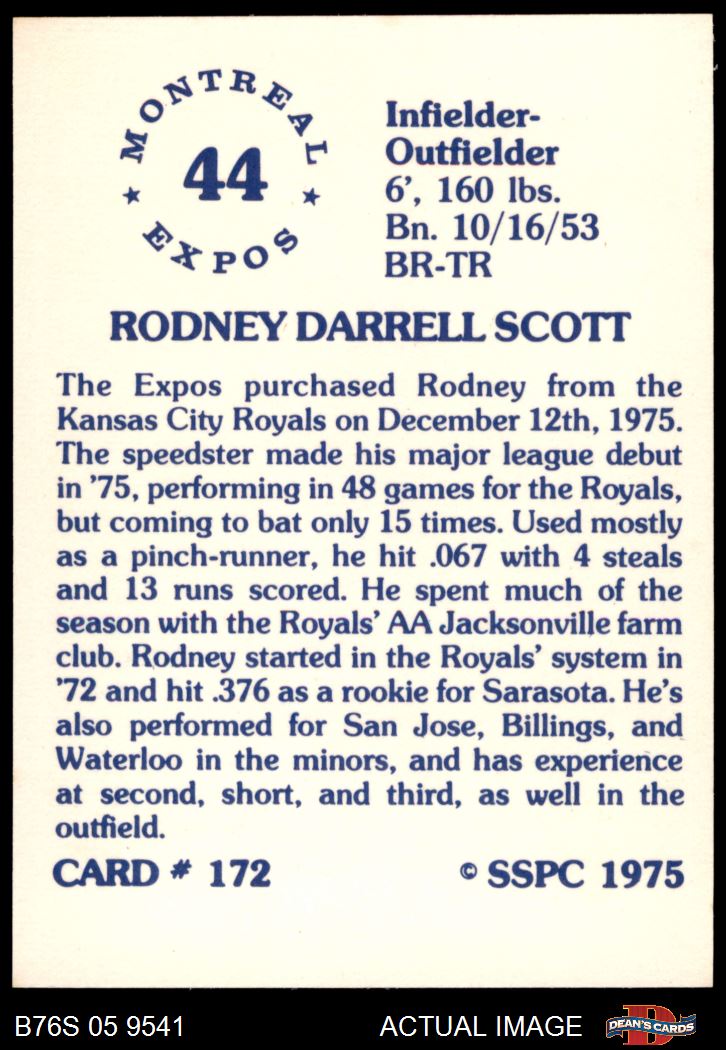 MONTREAL
44
EXPOS
Infielder-
Outfielder
6', 160 lbs.
Bn. 10/16/53
BR-TR
RODNEY DARRELL SCOTT
The Expos purchased Rodney from the
Kansas City Royals on December 12th, 1975.
The speedster made his major league debut
in '75, performing in 48 games for the Royals,
but coming to bat only 15 times. Used mostly
as a pinch-runner, he hit .067 with 4 steals
and 13 runs scored. He spent much of the
season with the Royals' AA Jacksonville farm
club. Rodney started in the Royals' system in
'72 and hit .376 as a rookie for Sarasota. He's
also performed for San Jose, Billings, and
Waterloo in the minors, and has experience
at second, short, and third, as well in the
outfield.
CARD # 172 © SSPC 1975
B76S 05 9541 ACTUAL IMAGE D DEAN'S CARDS